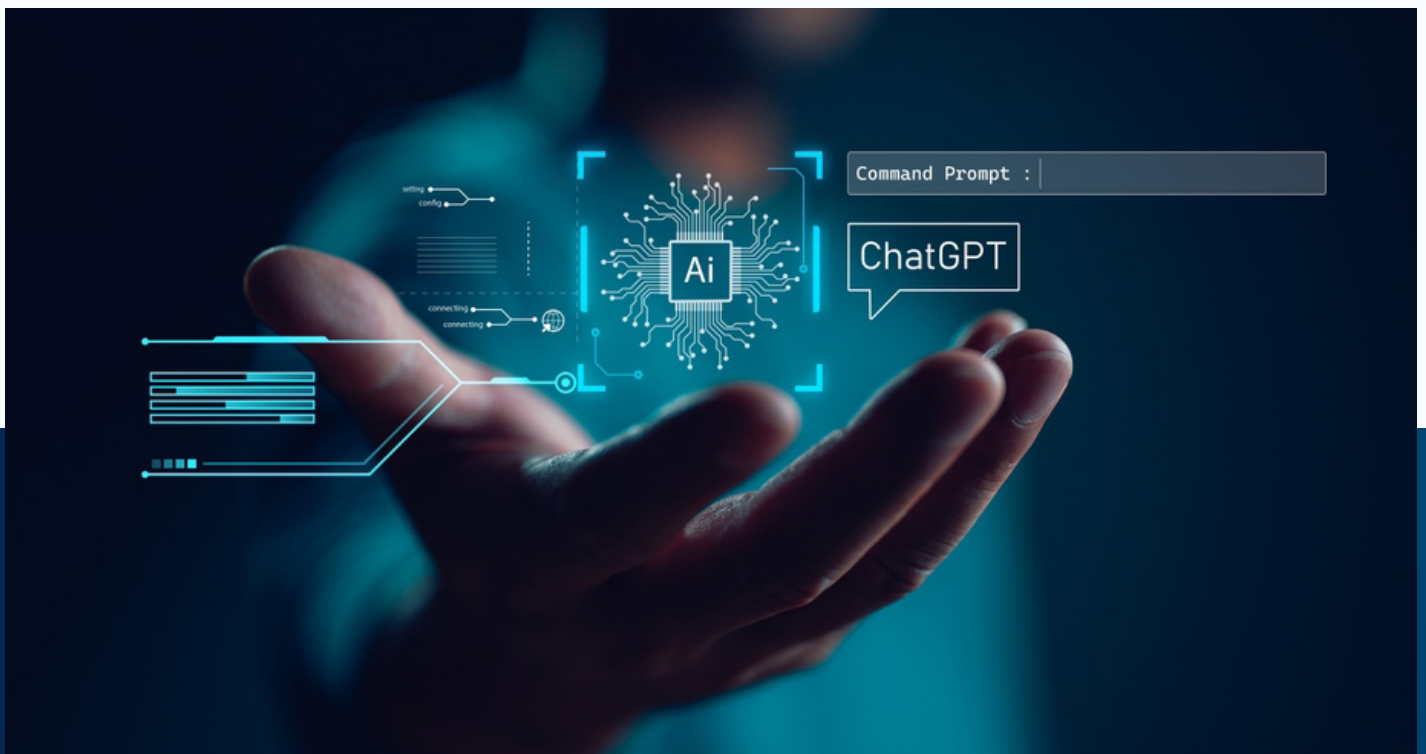 Command Prompt :
setting
config
Ai
ChatGPT
connecting
connecting